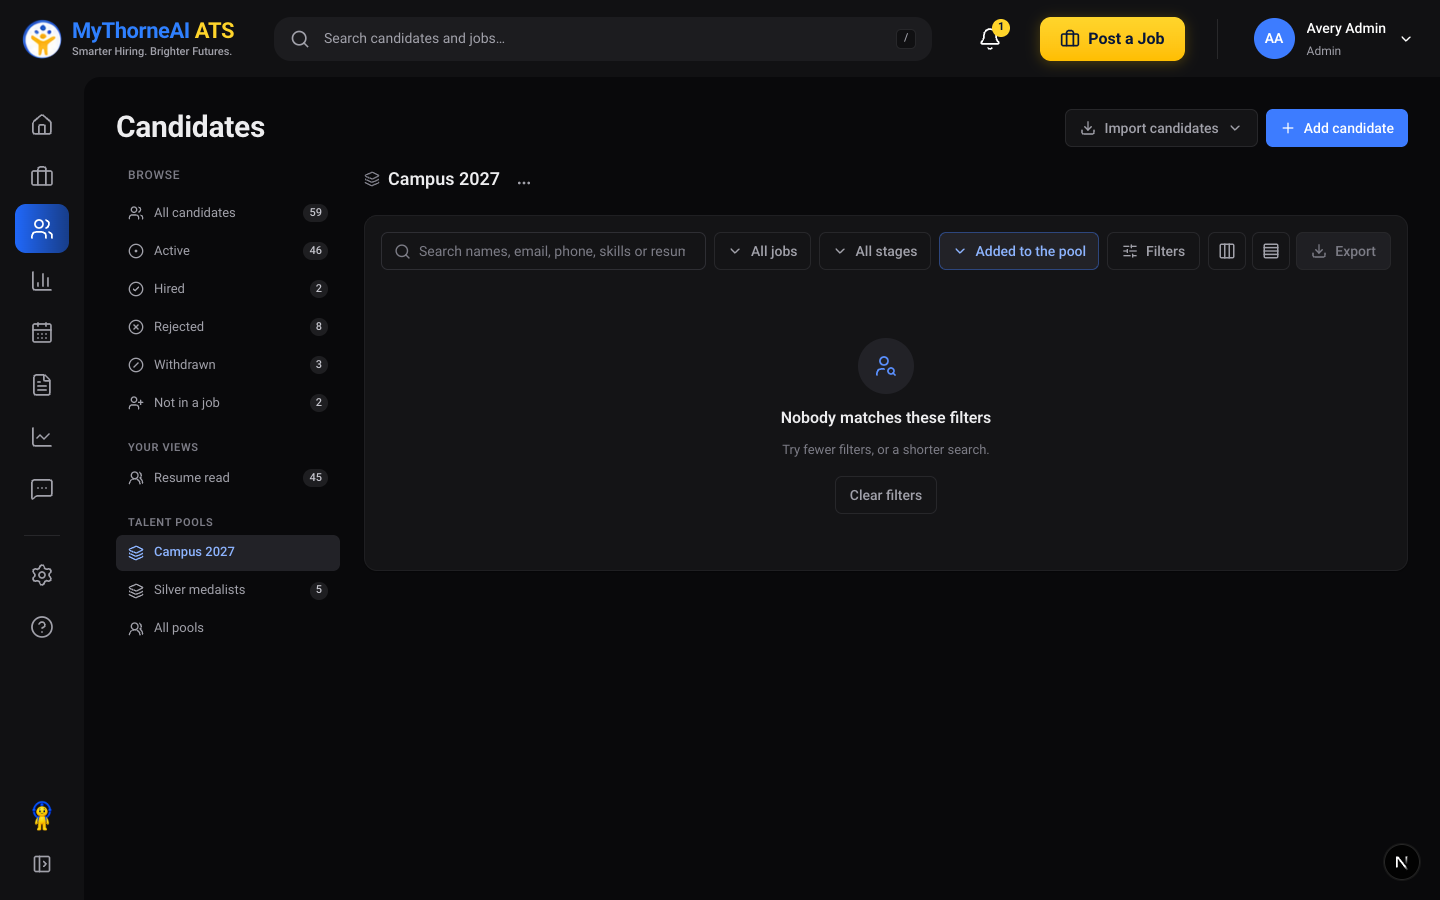 MyThorneAI ATS
Smarter Hiring. Brighter Futures.
Search candidates and jobs...
/
1
Post a Job
AA
Avery Admin
Admin
Candidates
Import candidates
Add candidate
BROWSE
All candidates 59
Active 46
Hired 2
Rejected 8
Withdrawn 3
Not in a job 2
YOUR VIEWS
Resume read 45
TALENT POOLS
Campus 2027
Silver medalists 5
All pools
Campus 2027 ...
Search names, email, phone, skills or resun
All jobs
All stages
Added to the pool
Filters
Export
Nobody matches these filters
Try fewer filters, or a shorter search.
Clear filters
N